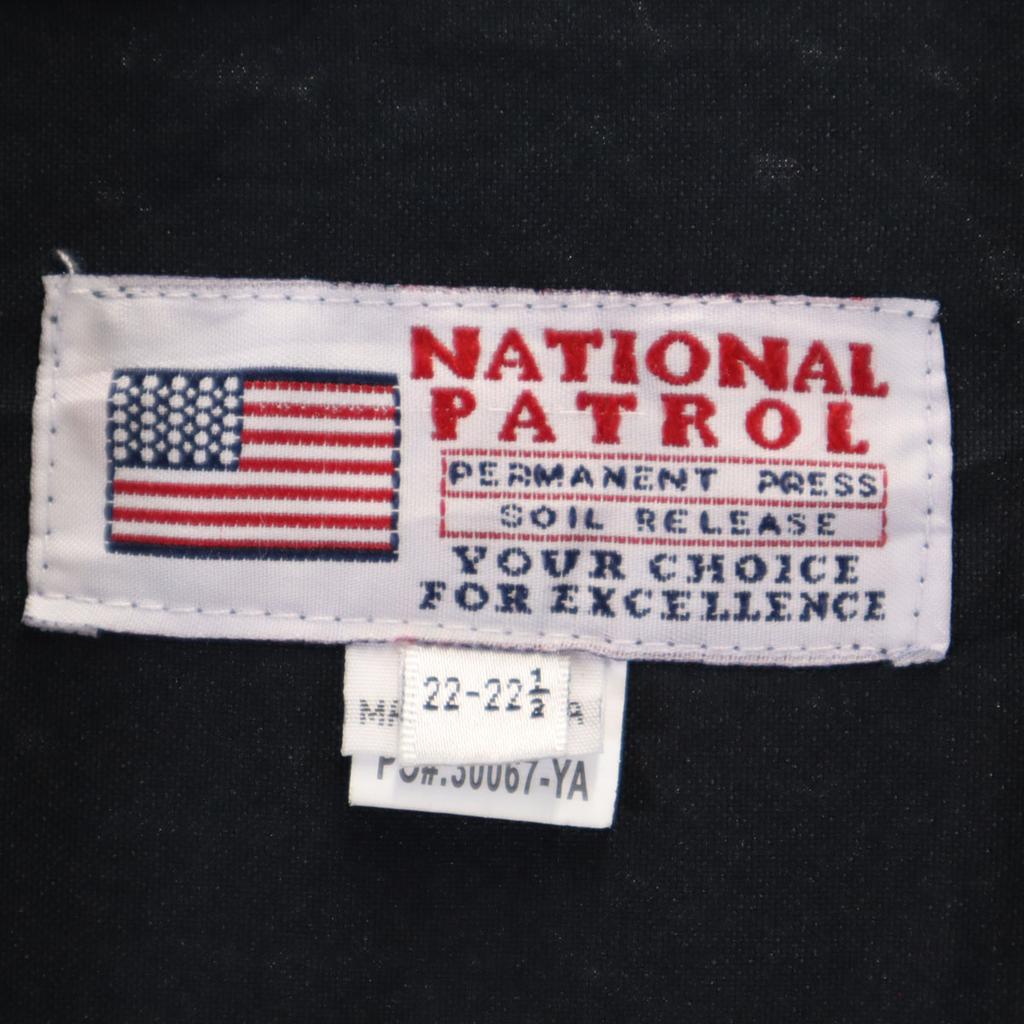 NATIONAL
PATROL
PERMANENT PRESS
SOIL RELEASE
YOUR CHOICE
FOR EXCELLENCE
22-22½
PO#.30067-YA